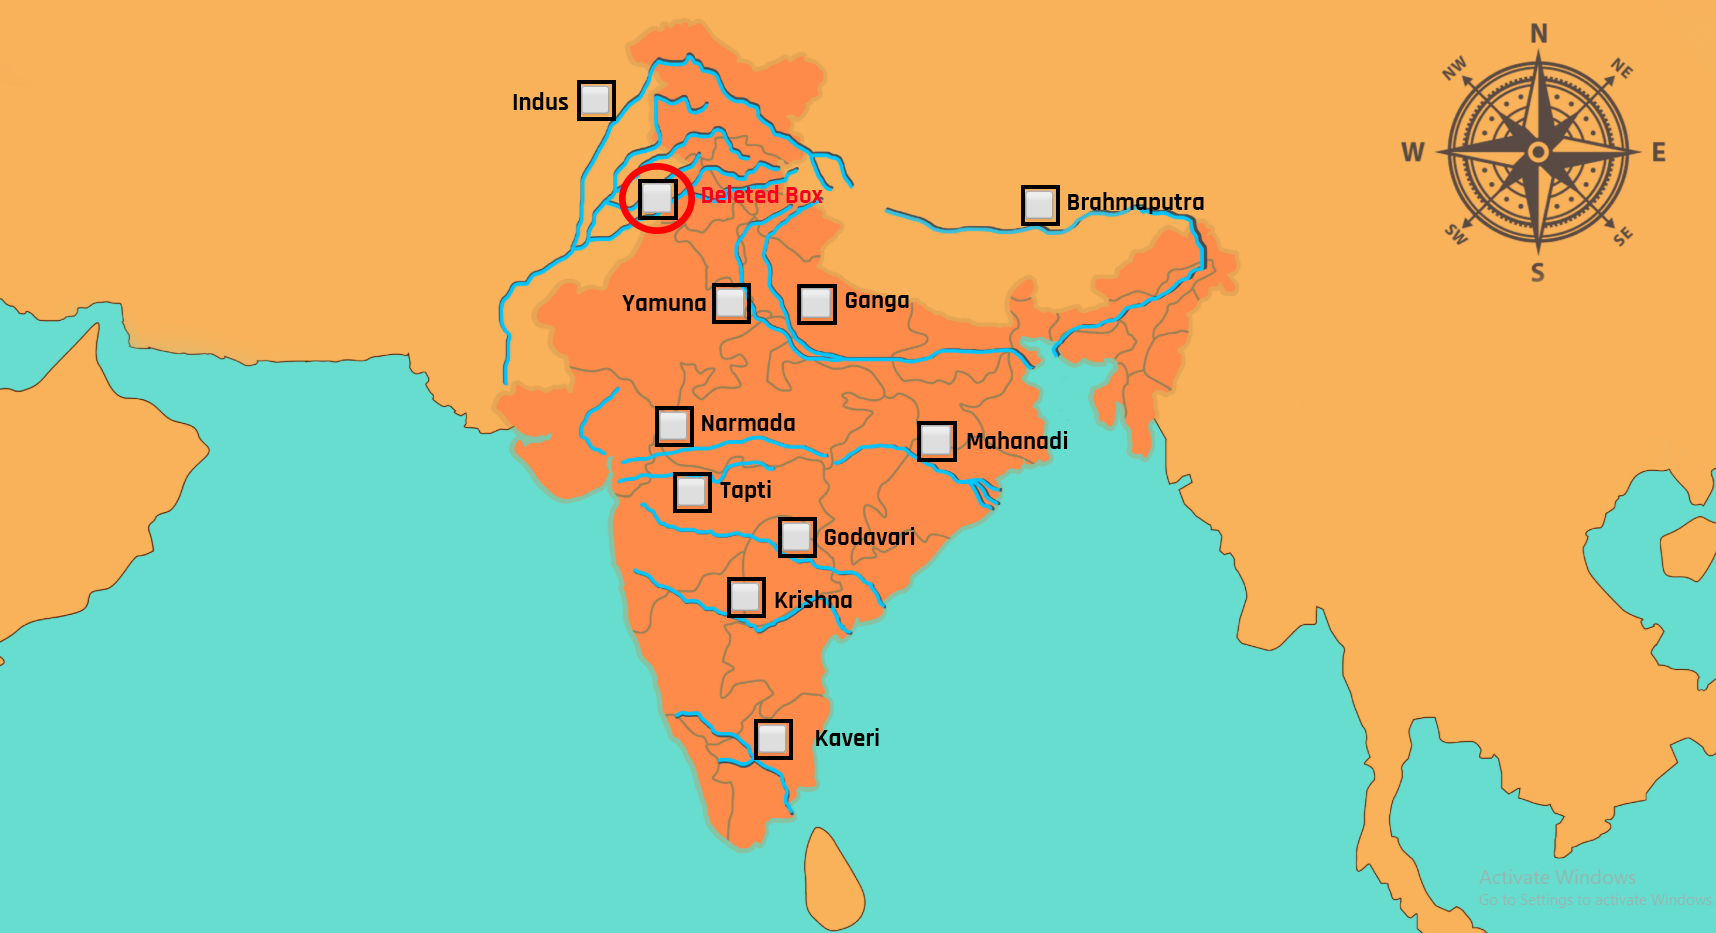 N
NW
NE
W
E
SW
SE
S
Indus
Deleted Box
Brahmaputra
Yamuna
Ganga
Narmada
Mahanadi
Tapti
Godavari
Krishna
Kaveri
Activate Windows
Go to Settings to activate Windows.